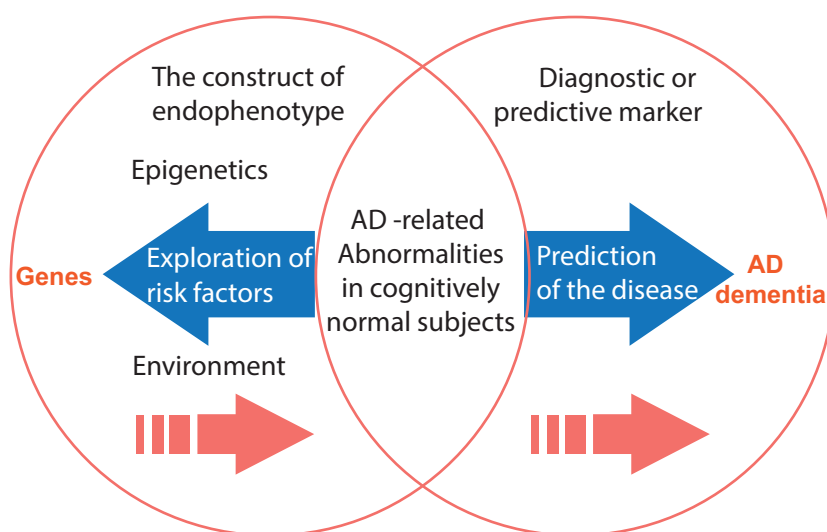 The construct of
endophenotype
Diagnostic or
predictive marker
Epigenetics
Genes
Exploration of
risk factors
AD -related
Abnormalities
in cognitively
normal subjects
Prediction
of the disease
AD
dementia
Environment